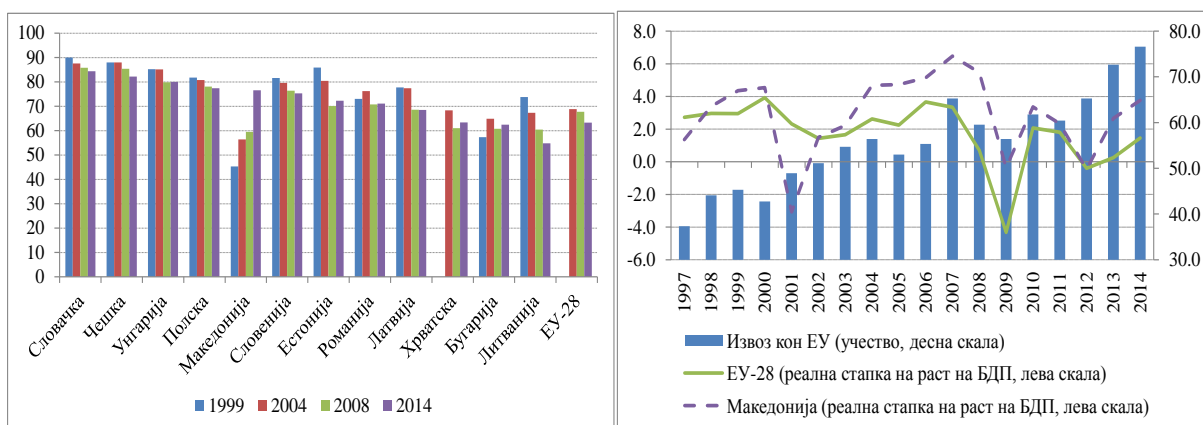 100
90
80
70
60
50
40
30
20
10
0
Словачка
Чешка
Унгарија
Полска
Македонија
Словенија
Естонија
Романија
Латвија
Хрватска
Бугарија
Литванија
ЕУ-28
1999 2004 2008 2014
8.0
6.0
4.0
2.0
0.0
-2.0
-4.0
-6.0
80.0
70.0
60.0
50.0
40.0
30.0
1997
1998
1999
2000
2001
2002
2003
2004
2005
2006
2007
2008
2009
2010
2011
2012
2013
2014
Извоз кон ЕУ (учество, десна скала)
ЕУ-28 (реална стапка на раст на БДП, лева скала)
Македонија (реална стапка на раст на БДП, лева скала)